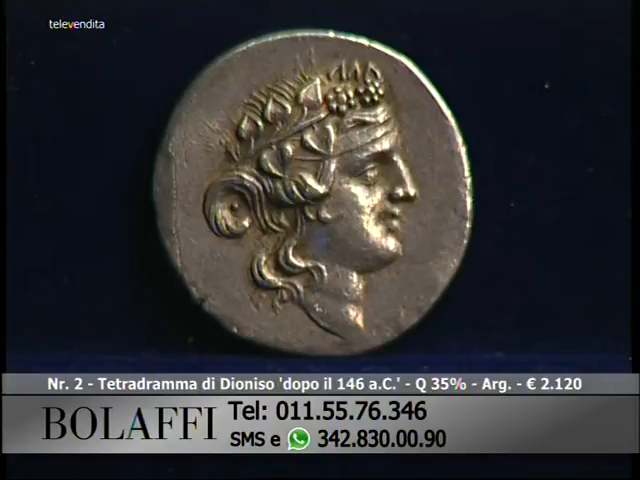 televendita
Nr. 2 - Tetradramma di Dioniso 'dopo il 146 a.C.' - Q 35% - Arg. - € 2.120
BOLAFFI
Tel: 011.55.76.346
SMS e 342.830.00.90